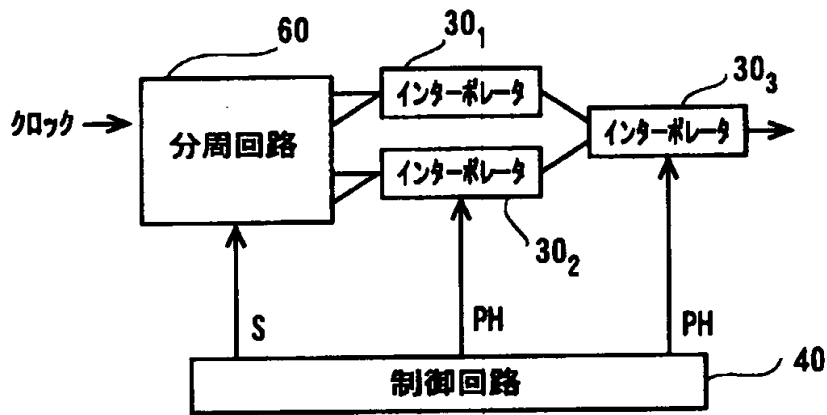 60
30₁
30₃
クロック
分周回路
インターポレータ
インターポレータ
インターポレータ
30₂
S
PH
PH
制御回路
40